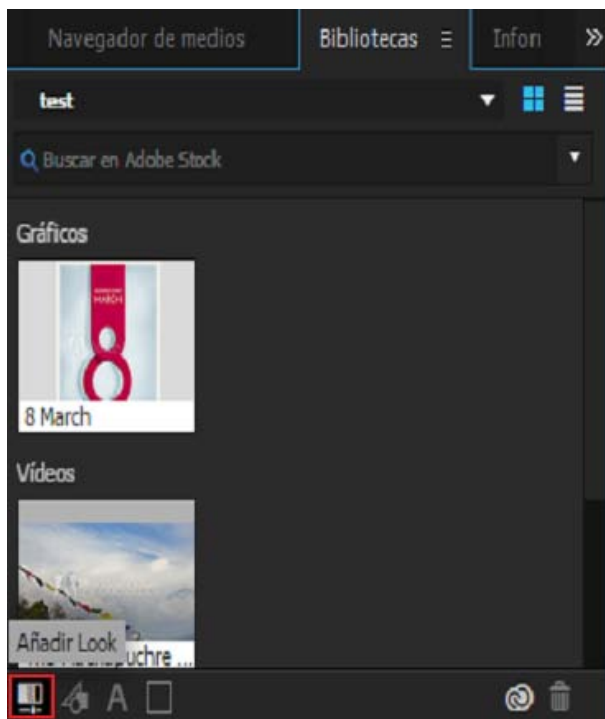 Navegador de medios Bibliotecas Infor
test
Buscar en Adobe Stock
Gráficos
MARCH
8 March
Vídeos
Añadir Look
A